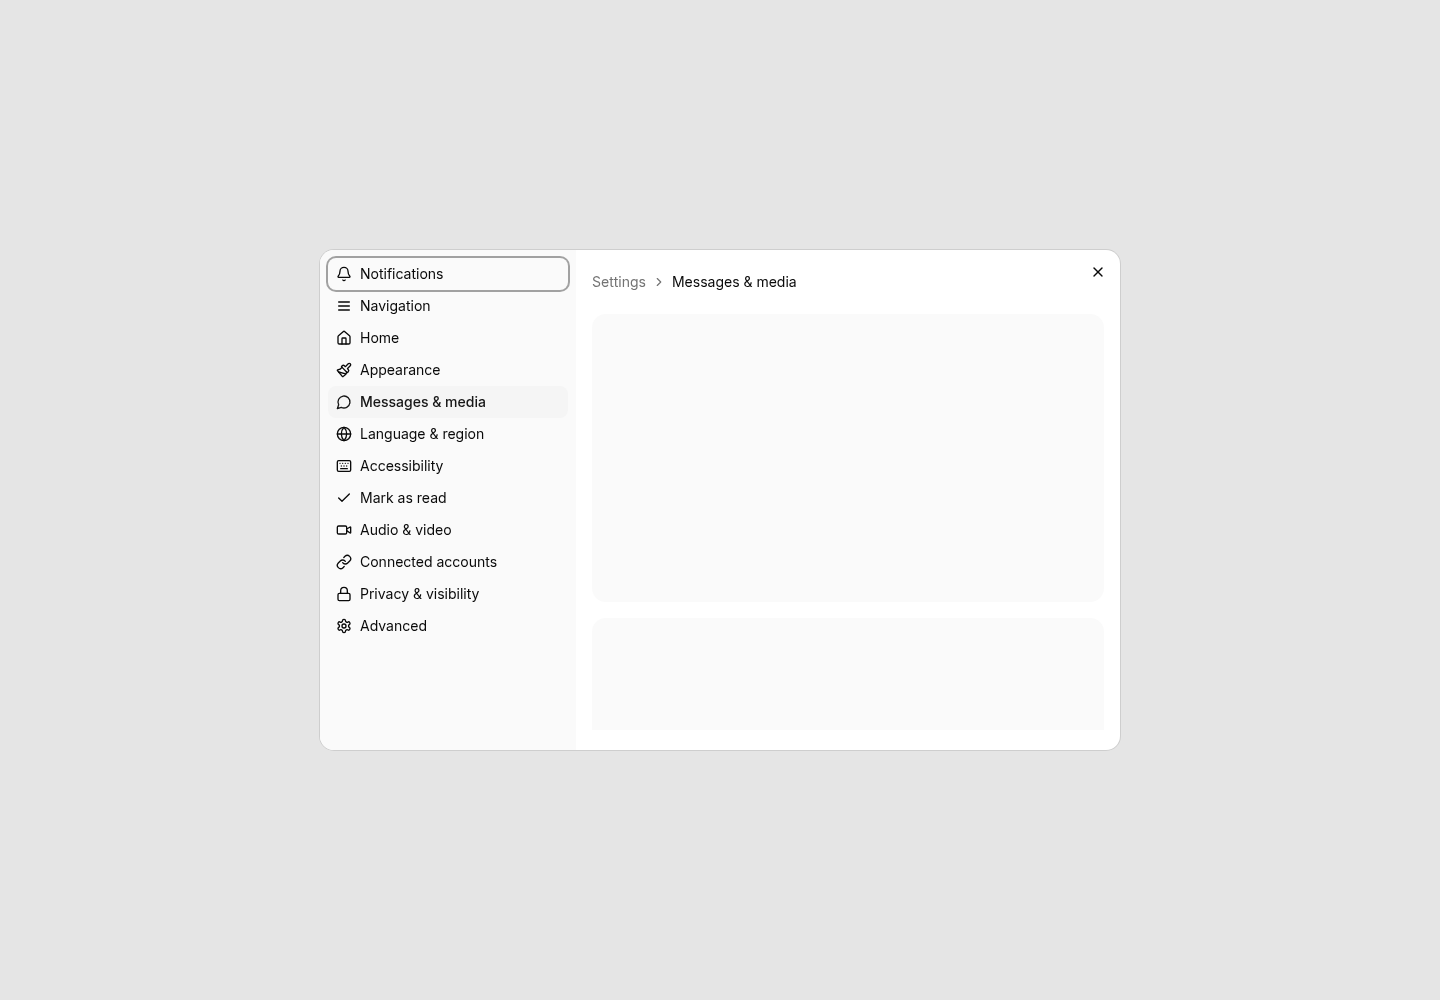 Notifications
Navigation
Home
Appearance
Messages & media
Language & region
Accessibility
Mark as read
Audio & video
Connected accounts
Privacy & visibility
Advanced
Settings
Messages & media